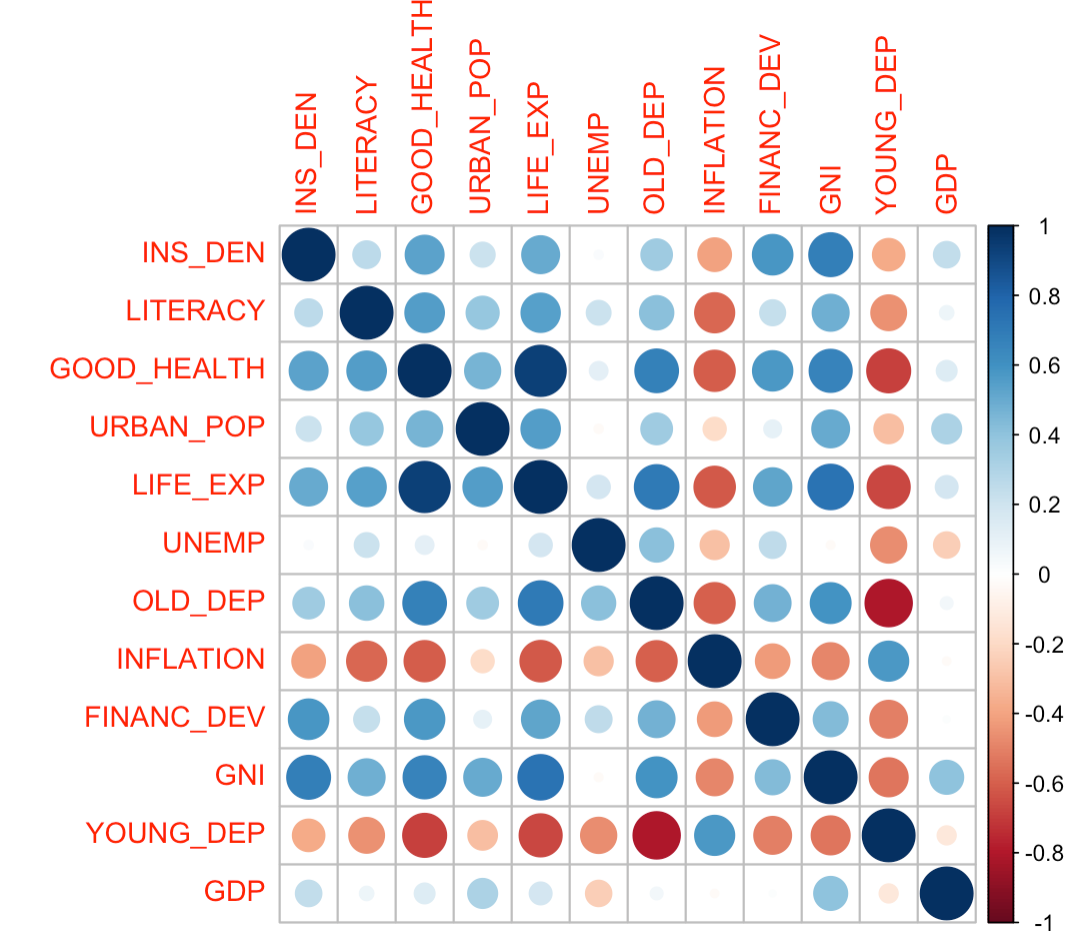 INS_DEN
LITERACY
GOOD_HEALTH
URBAN_POP
LIFE_EXP
UNEMP
OLD_DEP
INFLATION
FINANC_DEV
GNI
YOUNG_DEP
GDP
INS_DEN
LITERACY
GOOD_HEALTH
URBAN_POP
LIFE_EXP
UNEMP
OLD_DEP
INFLATION
FINANC_DEV
GNI
YOUNG_DEP
GDP
1
0.8
0.6
0.4
0.2
0
-0.2
-0.4
-0.6
-0.8
-1